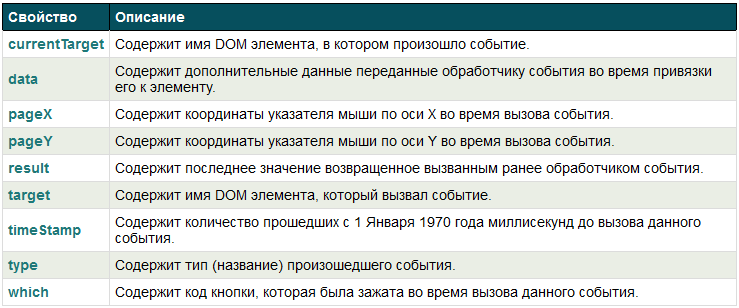 Свойство Описание
currentTarget Содержит имя DOM элемента, в котором произошло событие.
data Содержит дополнительные данные переданные обработчику события во время привязки
его к элементу.
pageX Содержит координаты указателя мыши по оси X во время вызова события.
pageY Содержит координаты указателя мыши по оси Y во время вызова события.
result Содержит последнее значение возвращенное вызванным ранее обработчиком события.
target Содержит имя DOM элемента, который вызвал событие.
timeStamp Содержит количество прошедших с 1 Января 1970 года миллисекунд до вызова данного
события.
type Содержит тип (название) произошедшего события.
which Содержит код кнопки, которая была зажата во время вызова данного события.